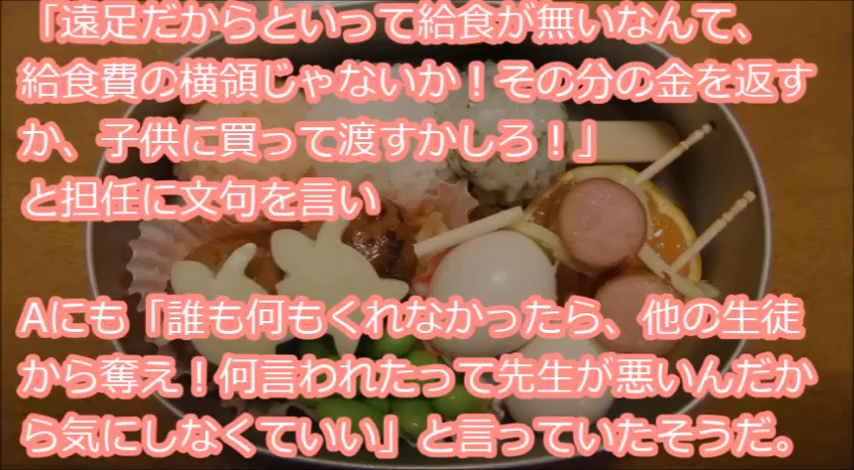 「遠足だからといって給食が無いなんて、
給食費の横領じゃないか！その分の金を返す
か、子供に買って渡すかしろ！」
と担任に文句を言い
Aにも「誰も何もくれなかったら、他の生徒
から奪え！何言われたって先生が悪いんだか
ら気にしなくていい」と言っていたそうだ。